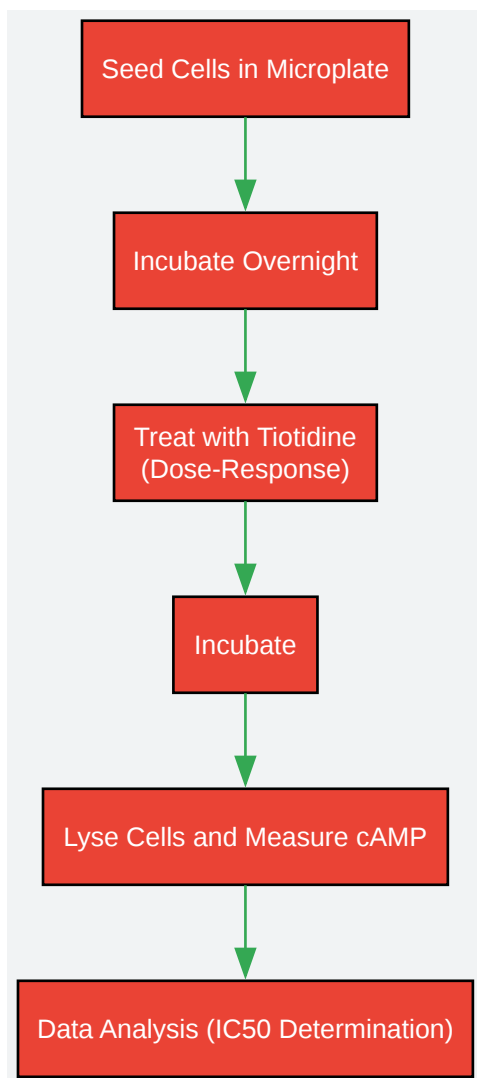 Seed Cells in Microplate
Incubate Overnight
Treat with Tiotidine
(Dose-Response)
Incubate
Lyse Cells and Measure cAMP
Data Analysis (IC50 Determination)